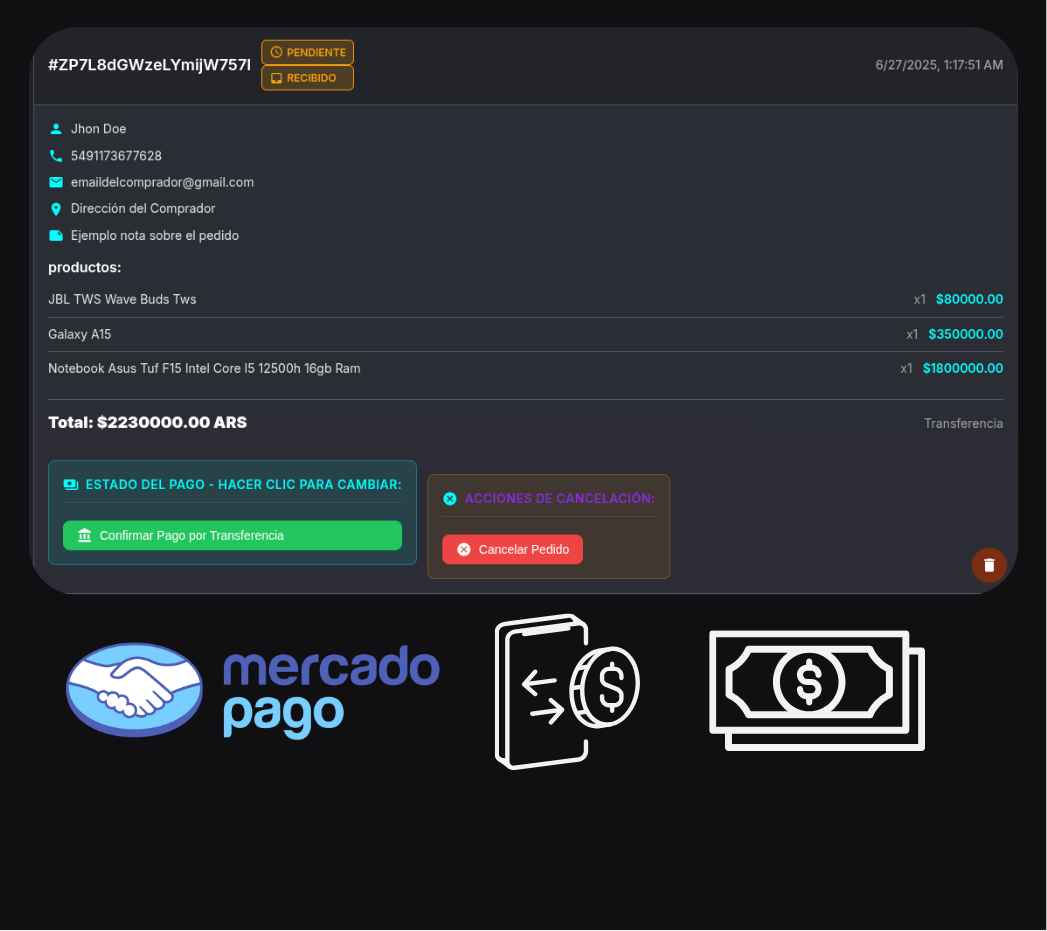 #ZP7L8dGWzeLYmijW757I
PENDIENTE
RECIBIDO
6/27/2025, 1:17:51 AM
Jhon Doe
5491173677628
emaildelcomprador@gmail.com
Dirección del Comprador
Ejemplo nota sobre el pedido
productos:
JBL TWS Wave Buds Tws x1 $80000.00
Galaxy A15 x1 $350000.00
Notebook Asus Tuf F15 Intel Core I5 12500h 16gb Ram x1 $1800000.00
Total: $2230000.00 ARS Transferencia
ESTADO DEL PAGO - HACER CLIC PARA CAMBIAR:
Confirmar Pago por Transferencia
ACCIONES DE CANCELACIÓN:
Cancelar Pedido
mercado
pago